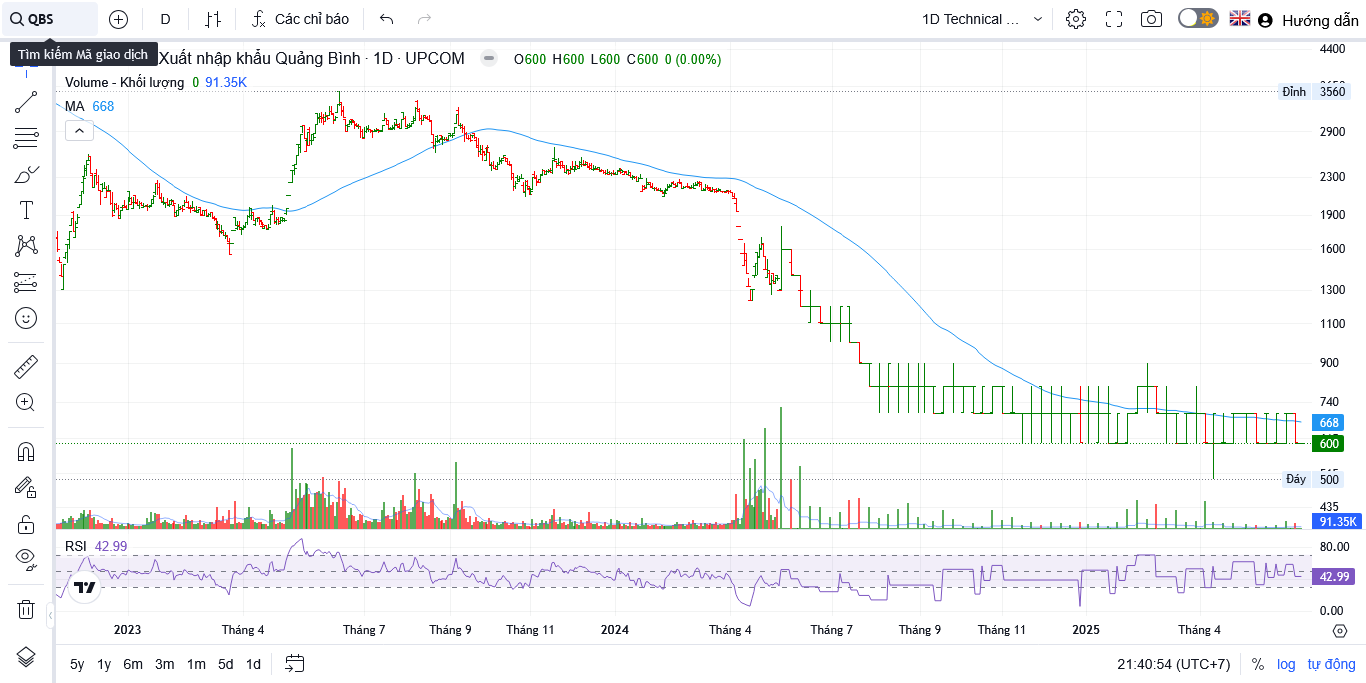 QBS
D
Các chỉ báo
1D Technical ...
Hướng dẫn
Tìm kiếm Mã giao dịch
Xuất nhập khẩu Quảng Bình · 1D · UPCOM
O600 H600 L600 C600 0 (0.00%)
Volume - Khối lượng 0 91.35K
MA 668
4400
Đỉnh 3560
2900
2300
1900
1600
1300
1100
900
740
668
600
Đáy 500
435
91.35K
RSI 42.99
80.00
42.99
0.00
2023 Tháng 4 Tháng 7 Tháng 9 Tháng 11 2024 Tháng 4 Tháng 7 Tháng 9 Tháng 11 2025 Tháng 4
5y 1y 6m 3m 1m 5d 1d
21:40:54 (UTC+7) % log tự động